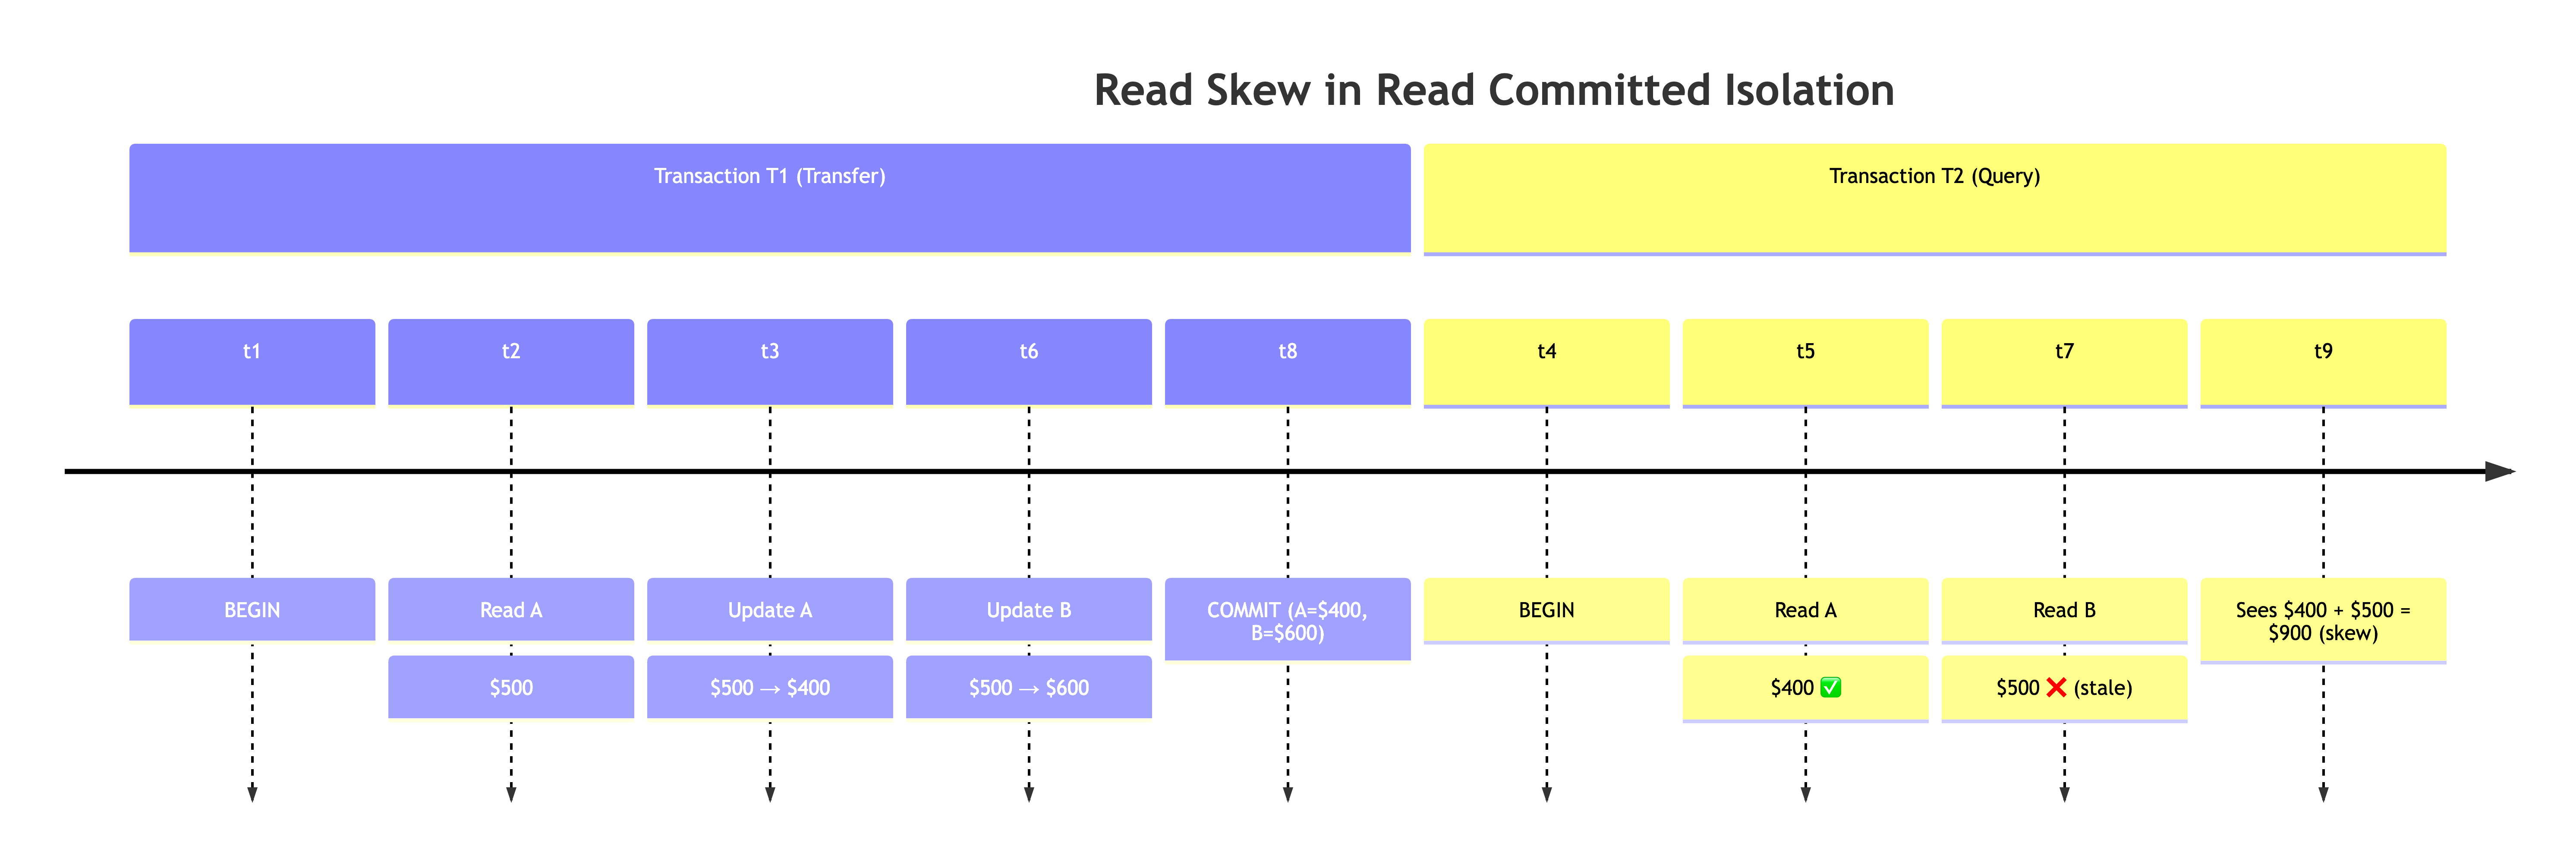 Read Skew in Read Committed Isolation
Transaction T1 (Transfer)
Transaction T2 (Query)
t1
t2
t3
t6
t8
t4
t5
t7
t9
BEGIN
Read A
$500
Update A
$500 → $400
Update B
$500 → $600
COMMIT (A=$400,
B=$600)
BEGIN
Read A
$400 ✅
Read B
$500 ❌ (stale)
Sees $400 + $500 =
$900 (skew)